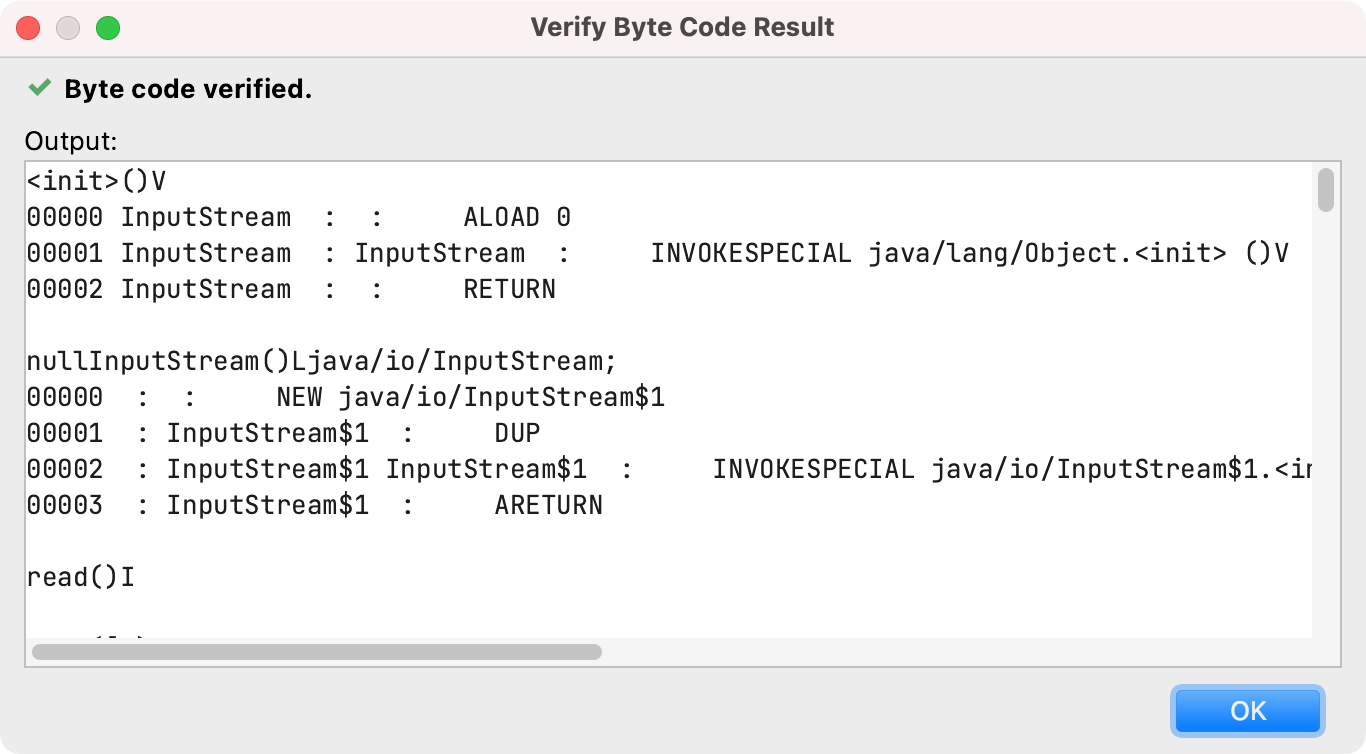 Verify Byte Code Result
Byte code verified.
Output:
<init>()V
00000 InputStream  :  :     ALOAD 0
00001 InputStream  : InputStream  :     INVOKESPECIAL java/lang/Object.<init> ()V
00002 InputStream  :  :     RETURN
nullInputStream()Ljava/io/InputStream;
00000  :  :     NEW java/io/InputStream$1
00001  : InputStream$1  :     DUP
00002  : InputStream$1 InputStream$1  :     INVOKESPECIAL java/io/InputStream$1.<in
00003  : InputStream$1  :     ARETURN
read()I
OK